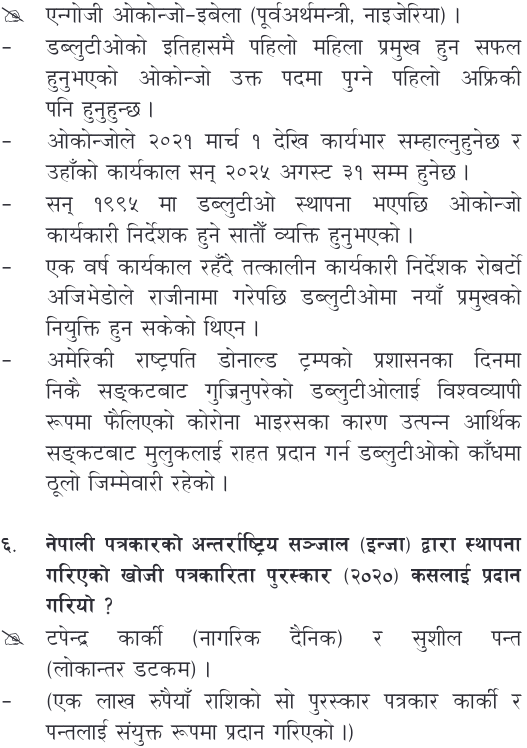 एन्गोजी ओकोन्जो-इबेला (पूर्वअर्थमन्त्री, नाइजेरिया) ।
- डब्लुटीओको इतिहासमै पहिलो महिला प्रमुख हुन सफल
हुनुभएको ओकोन्जो उक्त पदमा पुग्ने पहिलो अफ्रिकी
पनि हुनुहुन्छ ।
- ओकोन्जोले २०२१ मार्च १ देखि कार्यभार सम्हाल्नुहुनेछ र
उहाँको कार्यकाल सन् २०२५ अगस्ट ३१ सम्म हुनेछ ।
- सन् १९९५ मा डब्लुटीओ स्थापना भएपछि ओकोन्जो
कार्यकारी निर्देशक हुने सातौँ व्यक्ति हुनुभएको ।
- एक वर्ष कार्यकाल रहँदै तत्कालीन कार्यकारी निर्देशक रोबर्टो
अजिभेडोले राजीनामा गरेपछि डब्लुटीओमा नयाँ प्रमुखको
नियुक्ति हुन सकेको थिएन ।
- अमेरिकी राष्ट्रपति डोनाल्ड ट्रम्पको प्रशासनका दिनमा
निकै सङ्कटबाट गुज्रिनुपरेको डब्लुटीओलाई विश्वव्यापी
रूपमा फैलिएको कोरोना भाइरसका कारण उत्पन्न आर्थिक
सङ्कटबाट मुलुकलाई राहत प्रदान गर्न डब्लुटीओको काँधमा
ठूलो जिम्मेवारी रहेको ।
६. नेपाली पत्रकारको अन्तर्राष्ट्रिय सञ्जाल (इन्जा) द्वारा स्थापना
गरिएको खोजी पत्रकारिता पुरस्कार (२०२०) कसलाई प्रदान
गरियो ?
टपेन्द्र कार्की (नागरिक दैनिक) र सुशील पन्त
(लोकान्तर डटकम) ।
- (एक लाख रुपैयाँ राशिको सो पुरस्कार पत्रकार कार्की र
पन्तलाई संयुक्त रूपमा प्रदान गरिएको ।)